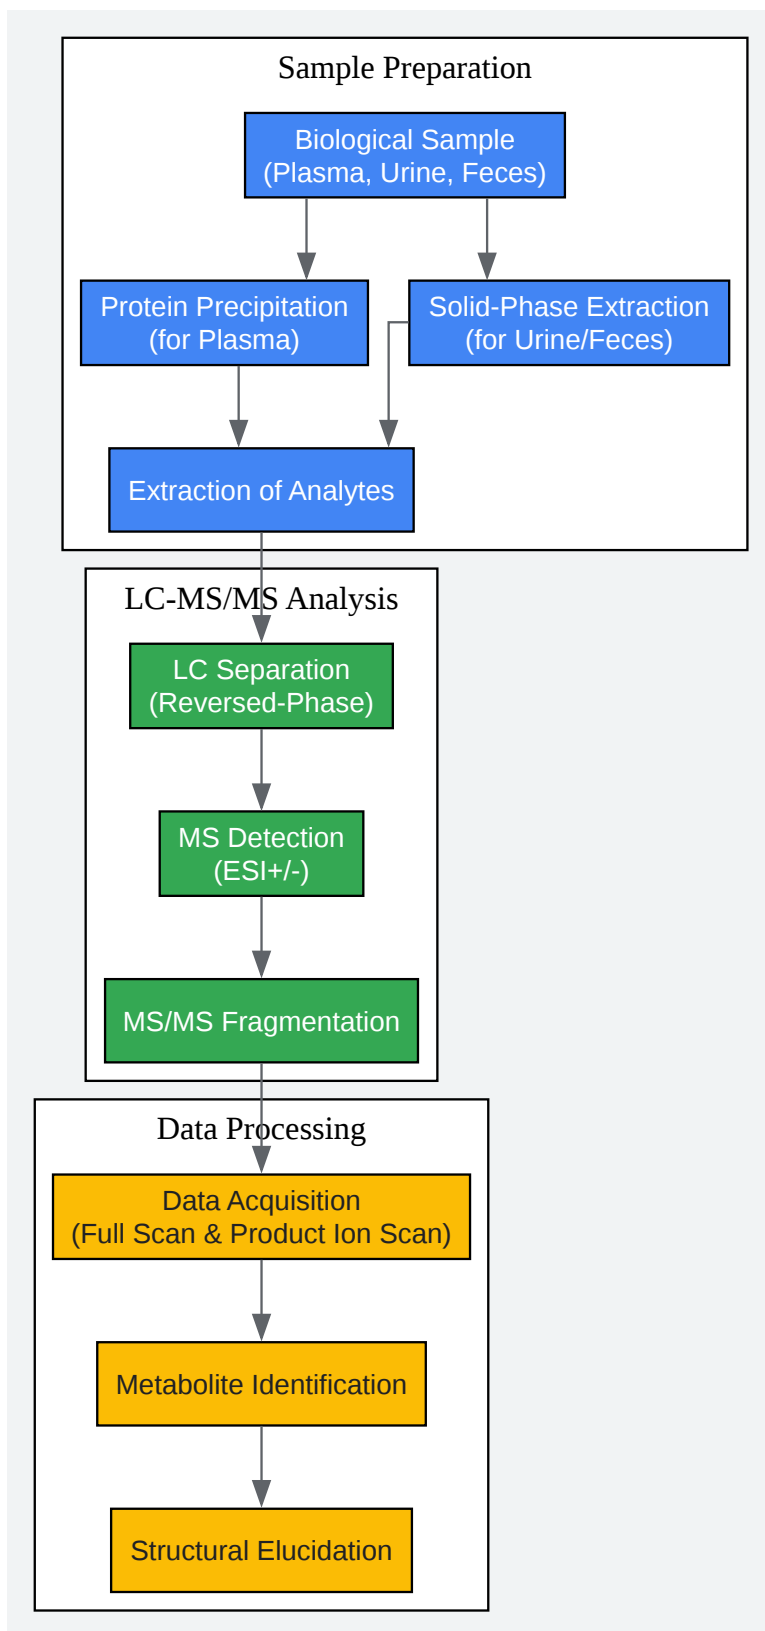 Sample Preparation
Biological Sample
(Plasma, Urine, Feces)
Protein Precipitation
(for Plasma)
Solid-Phase Extraction
(for Urine/Feces)
Extraction of Analytes
LC-MS/MS Analysis
LC Separation
(Reversed-Phase)
MS Detection
(ESI+/-)
MS/MS Fragmentation
Data Processing
Data Acquisition
(Full Scan & Product Ion Scan)
Metabolite Identification
Structural Elucidation